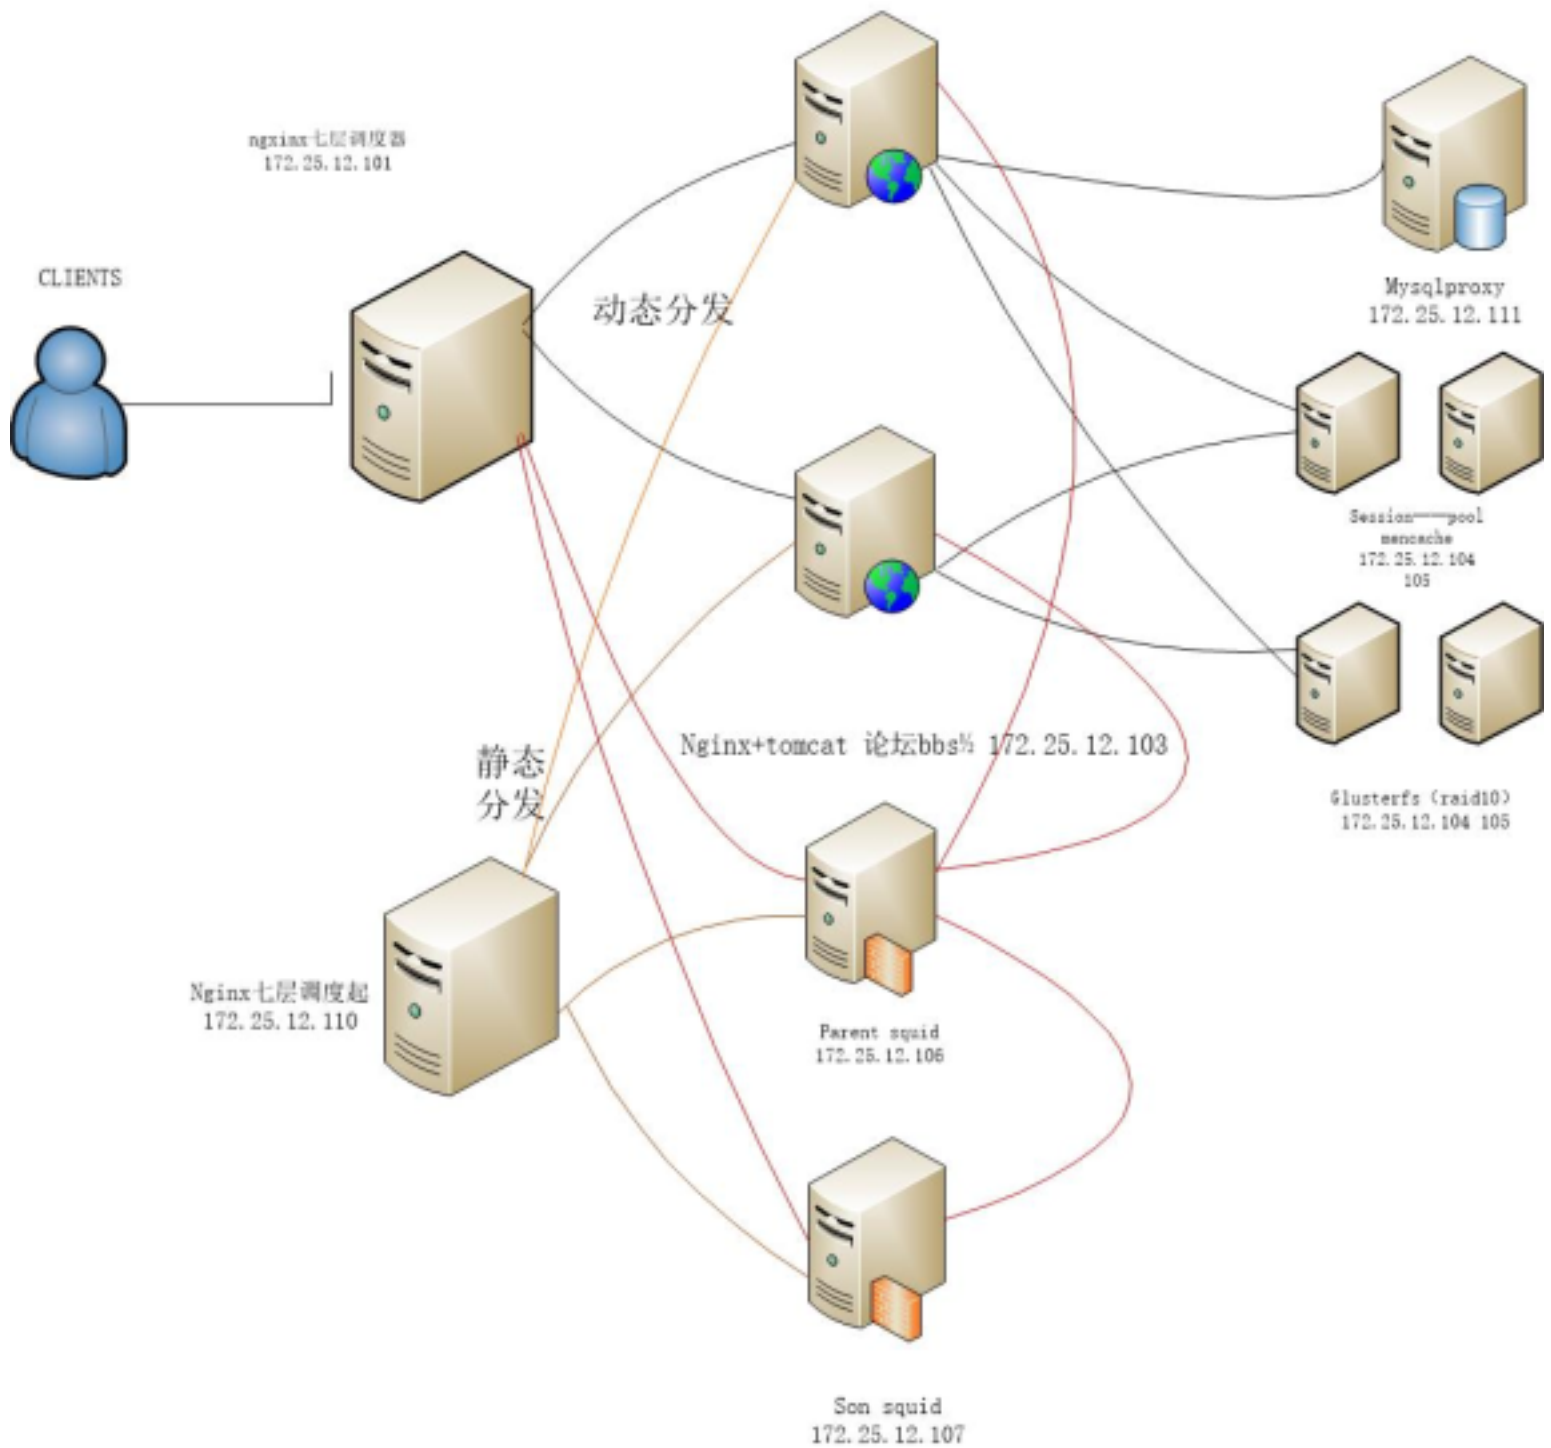 ngxinx七层调度器
172.25.12.101
CLIENTS
动态分发
Mysqlproxy
172.25.12.111
Session——pool
memcache
172.25.12.104
105
静态
分发
Nginx+tomcat 论坛bbs½ 172.25.12.103
Glusterfs（raid10）
172.25.12.104 105
Nginx七层调度起
172.25.12.110
Parent squid
172.25.12.106
Son squid
172.25.12.107